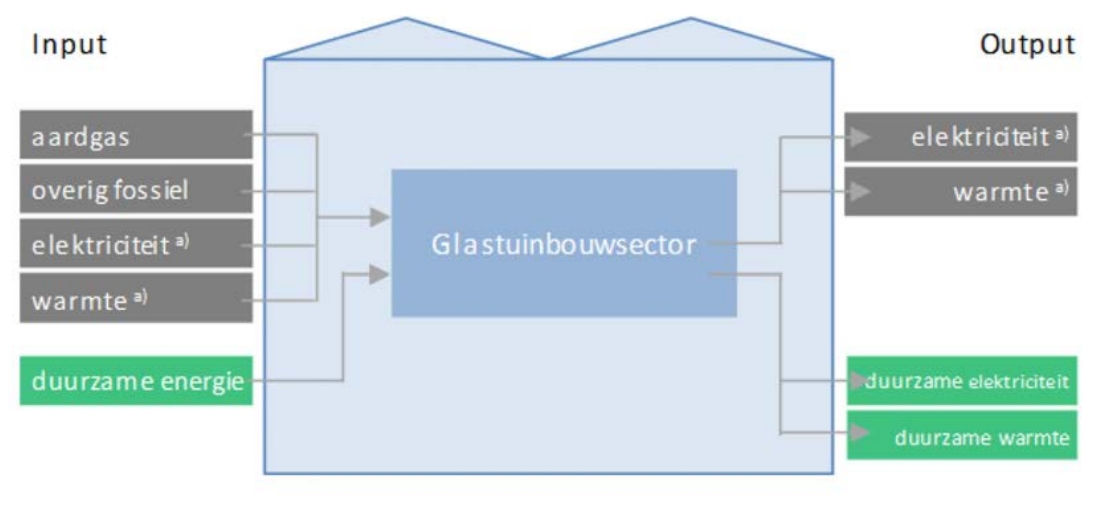 Input
Output
aardgas
overig fossiel
elektriciteit a)
warmte a)
duurzame energie
Glastuinbouwsector
elektriciteit a)
warmte a)
duurzame elektriciteit
duurzame warmte